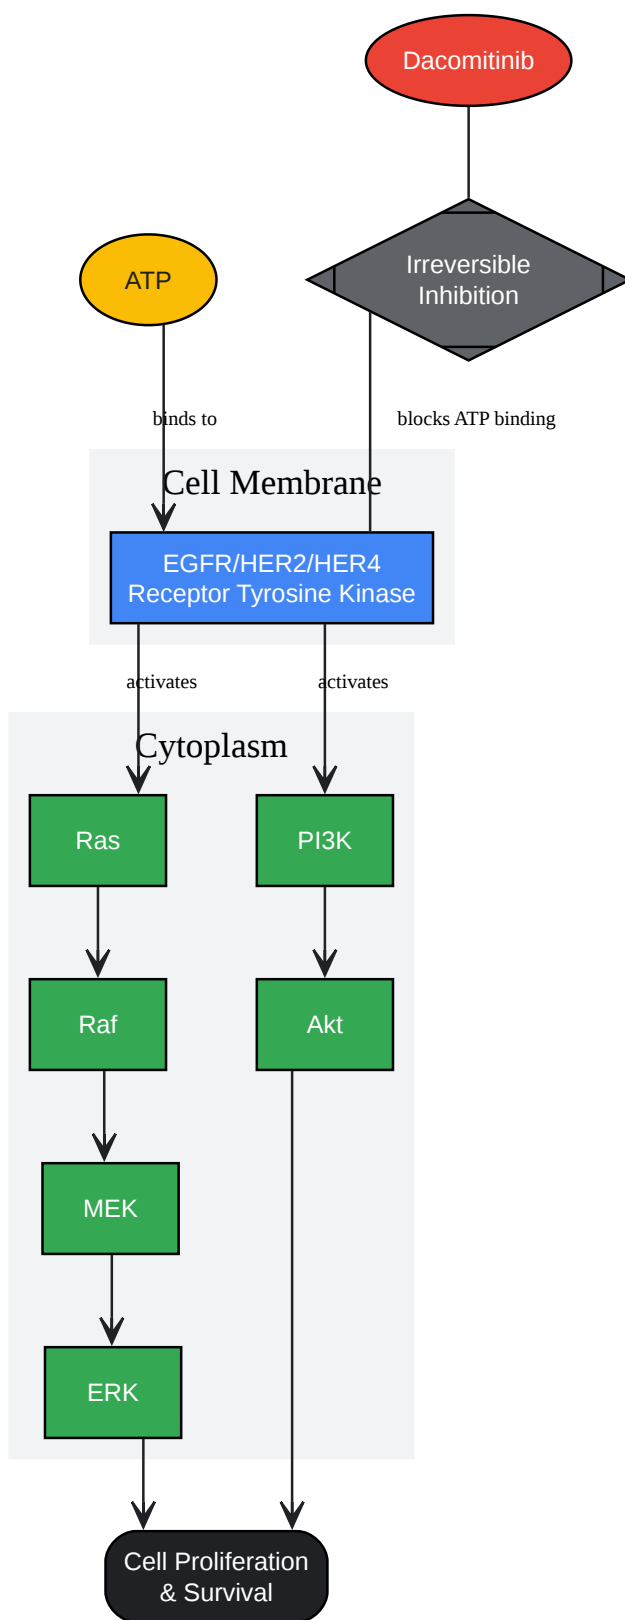 Dacomitinib
Irreversible
Inhibition
ATP
binds to
blocks ATP binding
Cell Membrane
EGFR/HER2/HER4
Receptor Tyrosine Kinase
activates
activates
Cytoplasm
Ras
PI3K
Raf
Akt
MEK
ERK
Cell Proliferation
& Survival